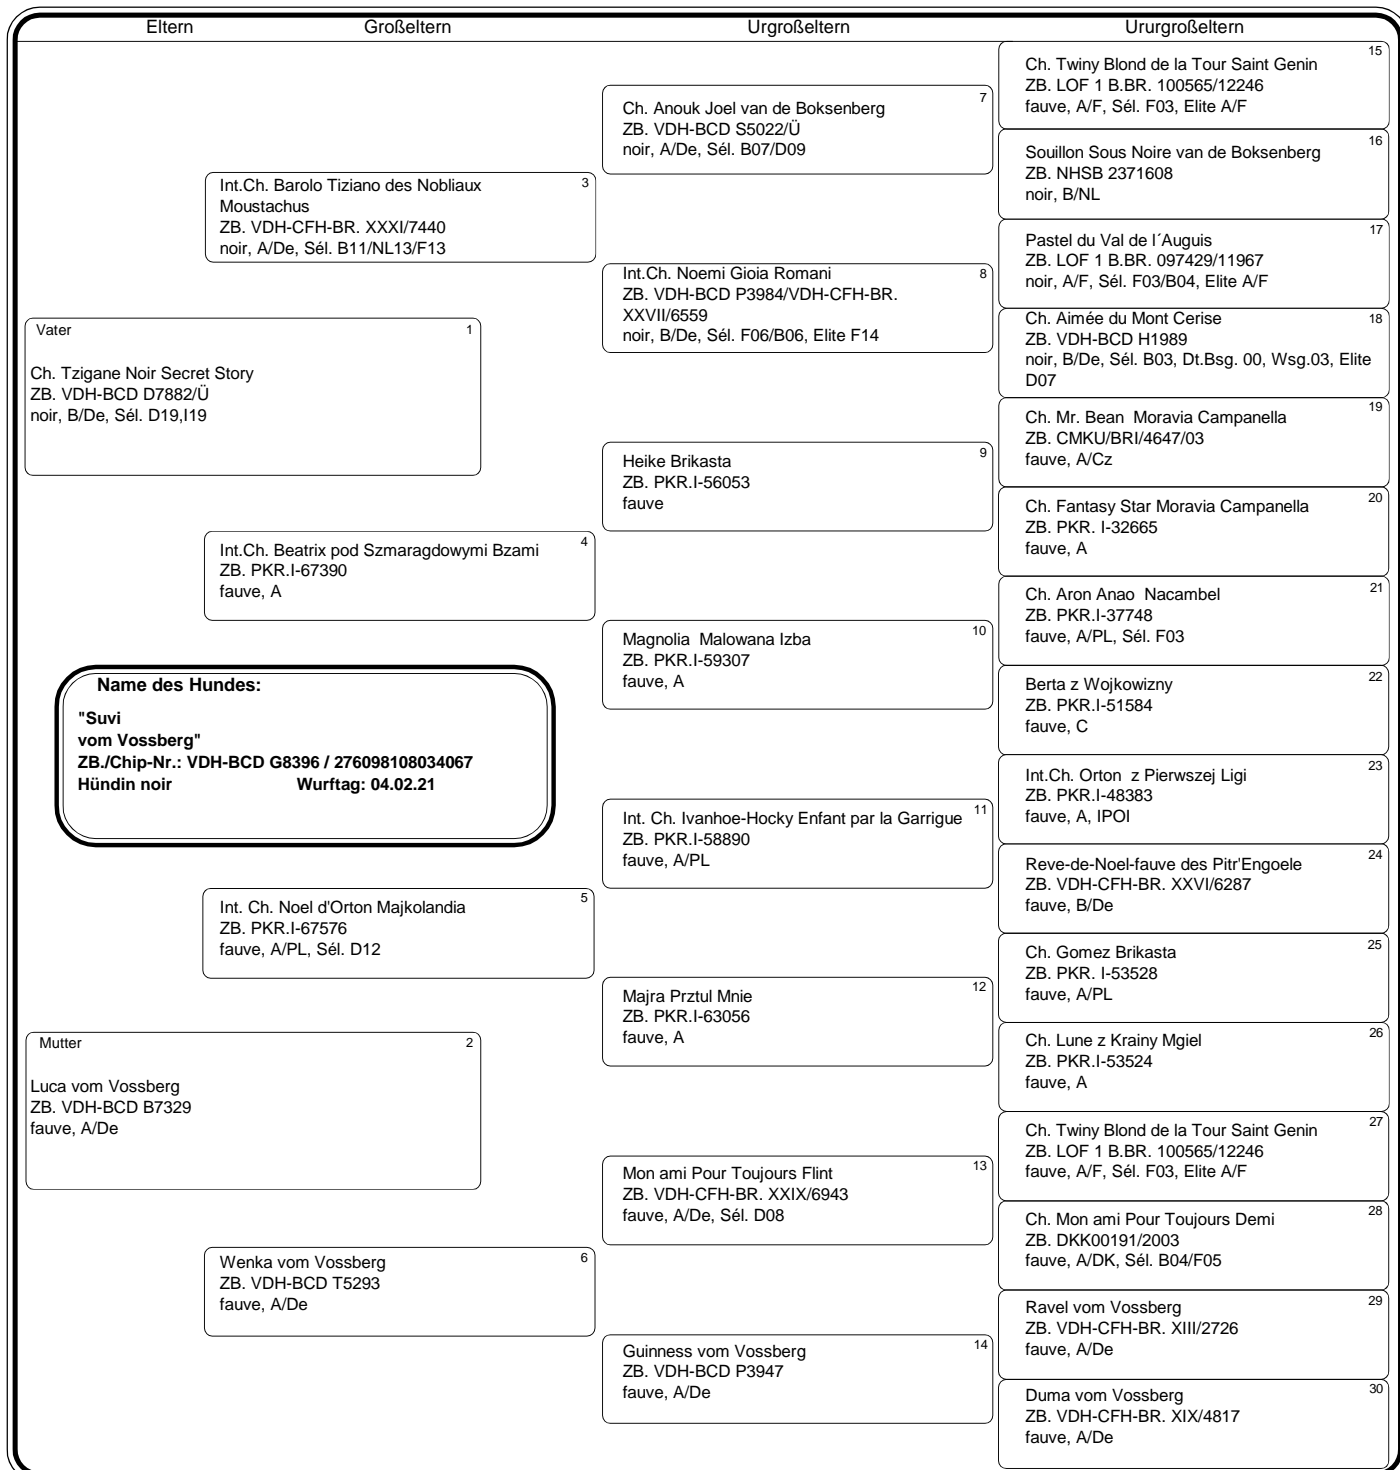 Eltern Großeltern Urgroßeltern Ururgroßeltern
Vater 1
Ch. Tzigane Noir Secret Story
ZB. VDH-BCD D7882/Ü
noir, B/De, Sél. D19,I19
Name des Hundes:
"Suvi
vom Vossberg"
ZB./Chip-Nr.: VDH-BCD G8396 / 276098108034067
Hündin noir Wurftag: 04.02.21
Mutter 2
Luca vom Vossberg
ZB. VDH-BCD B7329
fauve, A/De
Int.Ch. Barolo Tiziano des Nobliaux 3
Moustachus
ZB. VDH-CFH-BR. XXXI/7440
noir, A/De, Sél. B11/NL13/F13
Int.Ch. Beatrix pod Szmaragdowymi Bzami 4
ZB. PKR.I-67390
fauve, A
Int. Ch. Noel d'Orton Majkolandia 5
ZB. PKR.I-67576
fauve, A/PL, Sél. D12
Wenka vom Vossberg 6
ZB. VDH-BCD T5293
fauve, A/De
Ch. Anouk Joel van de Boksenberg 7
ZB. VDH-BCD S5022/Ü
noir, A/De, Sél. B07/D09
Int.Ch. Noemi Gioia Romani 8
ZB. VDH-BCD P3984/VDH-CFH-BR.
XXVII/6559
noir, B/De, Sél. F06/B06, Elite F14
Heike Brikasta 9
ZB. PKR.I-56053
fauve
Magnolia Malowana Izba 10
ZB. PKR.I-59307
fauve, A
Int. Ch. Ivanhoe-Hocky Enfant par la Garrigue 11
ZB. PKR.I-58890
fauve, A/PL
Majra Prztul Mnie 12
ZB. PKR.I-63056
fauve, A
Mon ami Pour Toujours Flint 13
ZB. VDH-CFH-BR. XXIX/6943
fauve, A/De, Sél. D08
Guinness vom Vossberg 14
ZB. VDH-BCD P3947
fauve, A/De
Ch. Twiny Blond de la Tour Saint Genin 15
ZB. LOF 1 B.BR. 100565/12246
fauve, A/F, Sél. F03, Elite A/F
Souillon Sous Noire van de Boksenberg 16
ZB. NHSB 2371608
noir, B/NL
Pastel du Val de l´Auguis 17
ZB. LOF 1 B.BR. 097429/11967
noir, A/F, Sél. F03/B04, Elite A/F
Ch. Aimée du Mont Cerise 18
ZB. VDH-BCD H1989
noir, B/De, Sél. B03, Dt.Bsg. 00, Wsg.03, Elite
D07
Ch. Mr. Bean Moravia Campanella 19
ZB. CMKU/BRI/4647/03
fauve, A/Cz
Ch. Fantasy Star Moravia Campanella 20
ZB. PKR. I-32665
fauve, A
Ch. Aron Anao Nacambel 21
ZB. PKR.I-37748
fauve, A/PL, Sél. F03
Berta z Wojkowizny 22
ZB. PKR.I-51584
fauve, C
Int.Ch. Orton z Pierwszej Ligi 23
ZB. PKR.I-48383
fauve, A, IPOI
Reve-de-Noel-fauve des Pitr'Engoele 24
ZB. VDH-CFH-BR. XXVI/6287
fauve, B/De
Ch. Gomez Brikasta 25
ZB. PKR. I-53528
fauve, A/PL
Ch. Lune z Krainy Mgiel 26
ZB. PKR.I-53524
fauve, A
Ch. Twiny Blond de la Tour Saint Genin 27
ZB. LOF 1 B.BR. 100565/12246
fauve, A/F, Sél. F03, Elite A/F
Ch. Mon ami Pour Toujours Demi 28
ZB. DKK00191/2003
fauve, A/DK, Sél. B04/F05
Ravel vom Vossberg 29
ZB. VDH-CFH-BR. XIII/2726
fauve, A/De
Duma vom Vossberg 30
ZB. VDH-CFH-BR. XIX/4817
fauve, A/De